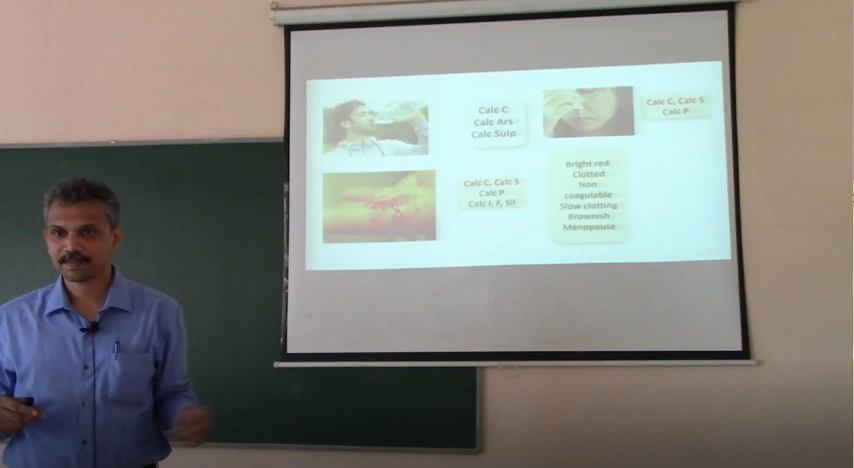 Calc C
Calc Ars
Calc Sulp
Calc C, Calc S
Calc P
Calc C, Calc S
Calc P
Calc I, F, Sil
Bright red
Clotted
Non
coagulable
Slow clotting
Brownish
Menopause